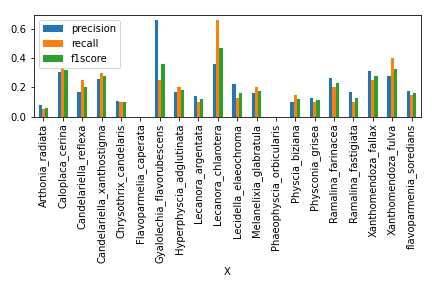 precision
recall
f1score
0.6
0.4
0.2
0.0
Arthonia_radiata
Caloplaca_cerina
Candelariella_reflexa
Candelariella_xanthostigma
Chrysothrix_candelaris
Flavoparmelia_caperata
Gyalolechia_flavorubescens
Hyperphyscia_adglutinata
Lecanora_argentata
Lecanora_chlarotera
Lecidella_elaeochroma
Melanelixia_glabratula
Phaeophyscia_orbicularis
Physcia_biziana
Physconia_grisea
Ramalina_farinacea
Ramalina_fastigiata
Xanthomendoza_fallax
Xanthomendoza_fulva
flavoparmenia_soredians
X